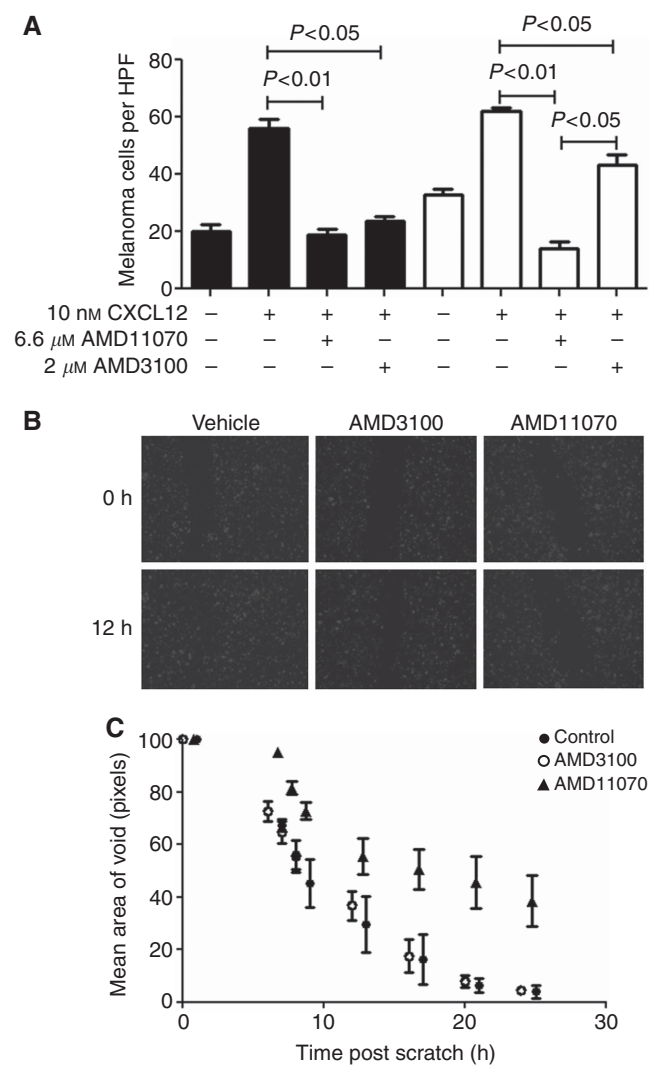 A
P<0.05
P<0.05
P<0.01
P<0.01
P<0.05
Melanoma cells per HPF
80
60
40
20
0
10 nM CXCL12 – + + + – + + +
6.6 μM AMD11070 – – + – – – + –
2 μM AMD3100 – – – + – – – +
B
Vehicle AMD3100 AMD11070
0 h
12 h
C
Control
AMD3100
AMD11070
Mean area of void (pixels)
100
80
60
40
20
0
0 10 20 30
Time post scratch (h)